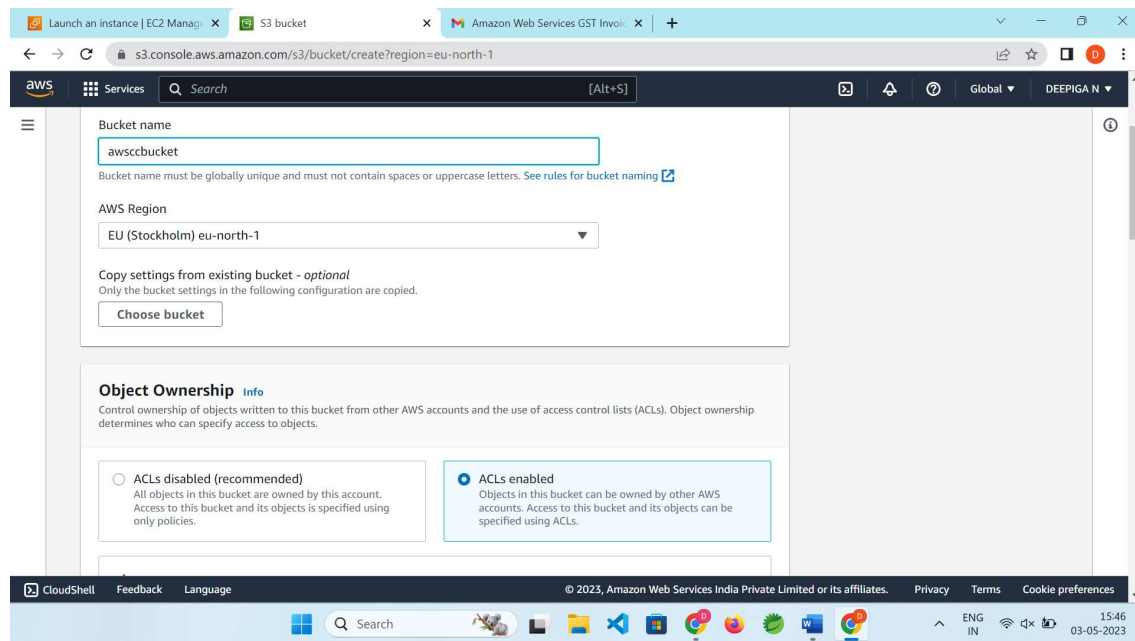 Launch an instance | EC2 Manag
S3 bucket
Amazon Web Services GST Invoic
s3.console.aws.amazon.com/s3/bucket/create?region=eu-north-1
D
aws
Services
Search
[Alt+S]
Global
DEEPIGA N
Bucket name
awsccbucket
Bucket name must be globally unique and must not contain spaces or uppercase letters. See rules for bucket naming
AWS Region
EU (Stockholm) eu-north-1
Copy settings from existing bucket - optional
Only the bucket settings in the following configuration are copied.
Choose bucket
Object Ownership Info
Control ownership of objects written to this bucket from other AWS accounts and the use of access control lists (ACLs). Object ownership
determines who can specify access to objects.
ACLs disabled (recommended)
All objects in this bucket are owned by this account.
Access to this bucket and its objects is specified using
only policies.
ACLs enabled
Objects in this bucket can be owned by other AWS
accounts. Access to this bucket and its objects can be
specified using ACLs.
CloudShell
Feedback
Language
© 2023, Amazon Web Services India Private Limited or its affiliates.
Privacy
Terms
Cookie preferences
Search
ENG
IN
15:46
03-05-2023